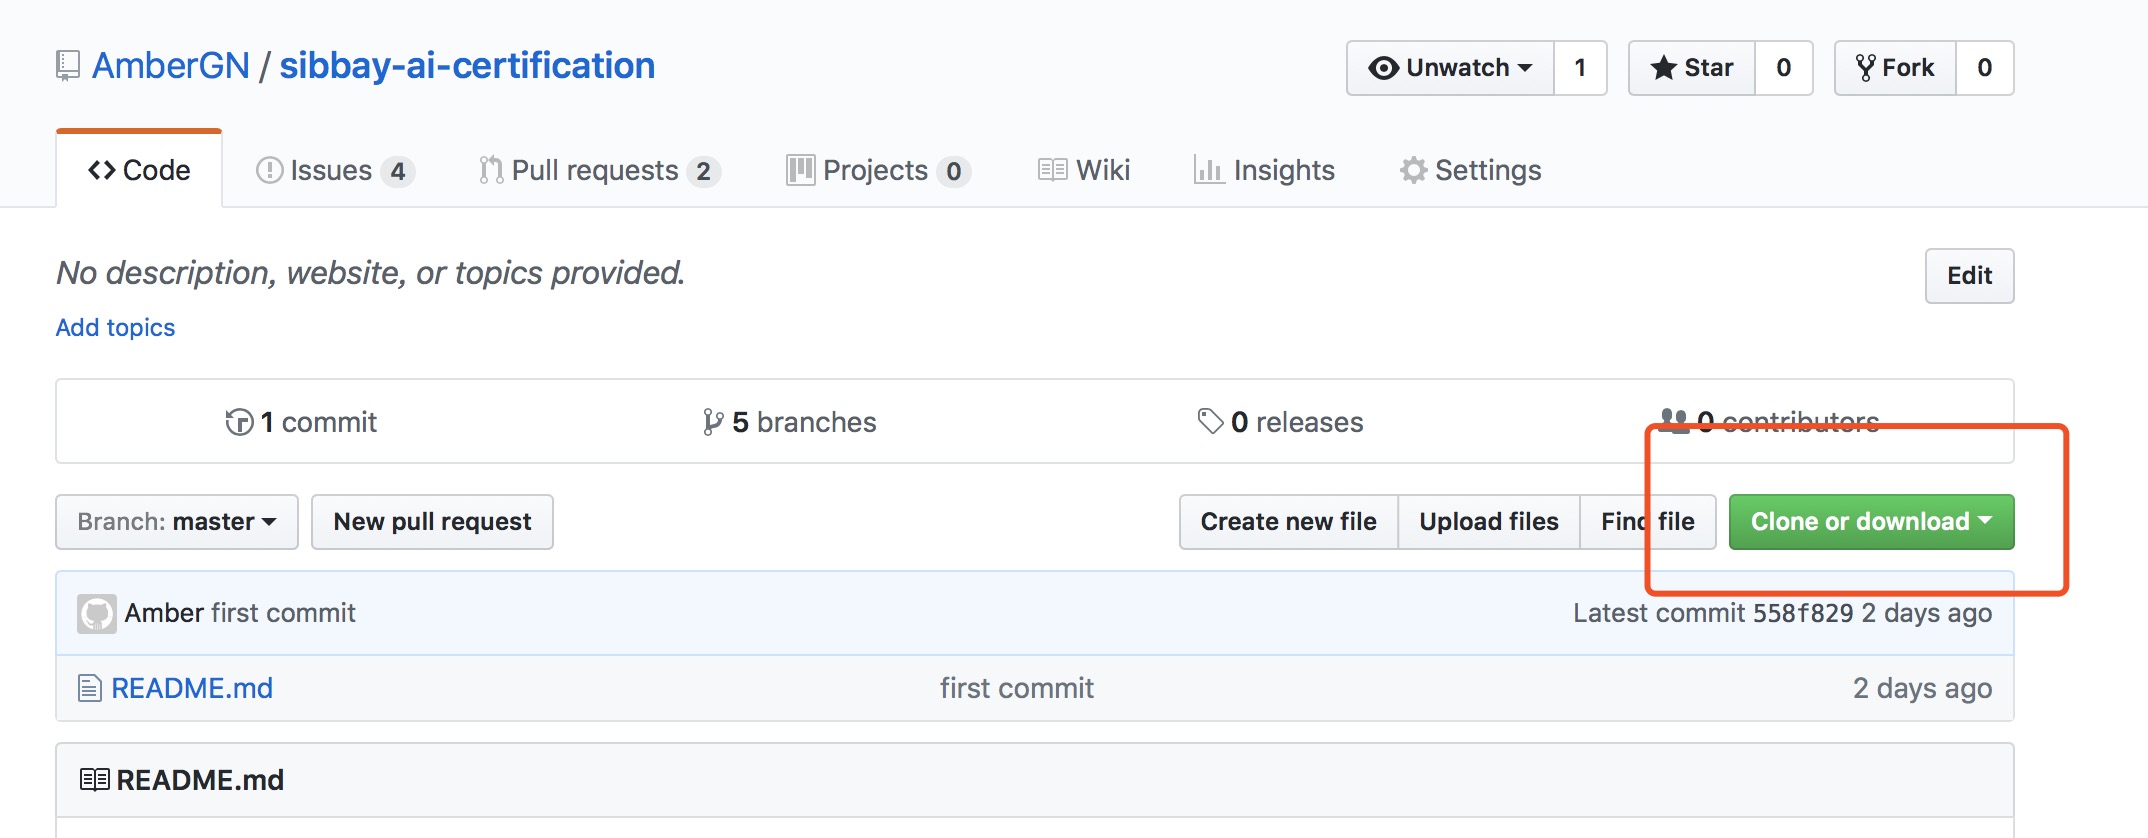 AmberGN / sibbay-ai-certification
Unwatch 1 Star 0 Fork 0
Code Issues 4 Pull requests 2 Projects 0 Wiki Insights Settings
No description, website, or topics provided. Edit
Add topics
1 commit 5 branches 0 releases 0 contributors
Branch: master New pull request Create new file Upload files Find file Clone or download
Amber first commit Latest commit 558f829 2 days ago
README.md first commit 2 days ago
README.md